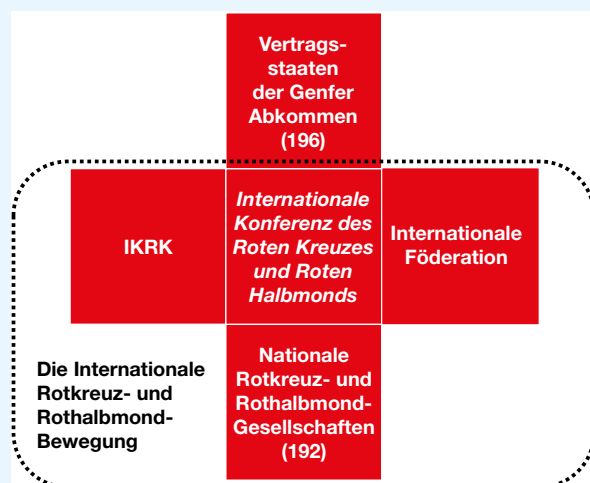 Vertrags-
staaten
der Genfer
Abkommen
(196)
IKRK
Internationale
Konferenz des
Roten Kreuzes
und Roten
Halbmonds
Internationale
Föderation
Die Internationale
Rotkreuz- und
Rothalbmond-
Bewegung
Nationale
Rotkreuz- und
Rothalbmond-
Gesellschaften
(192)